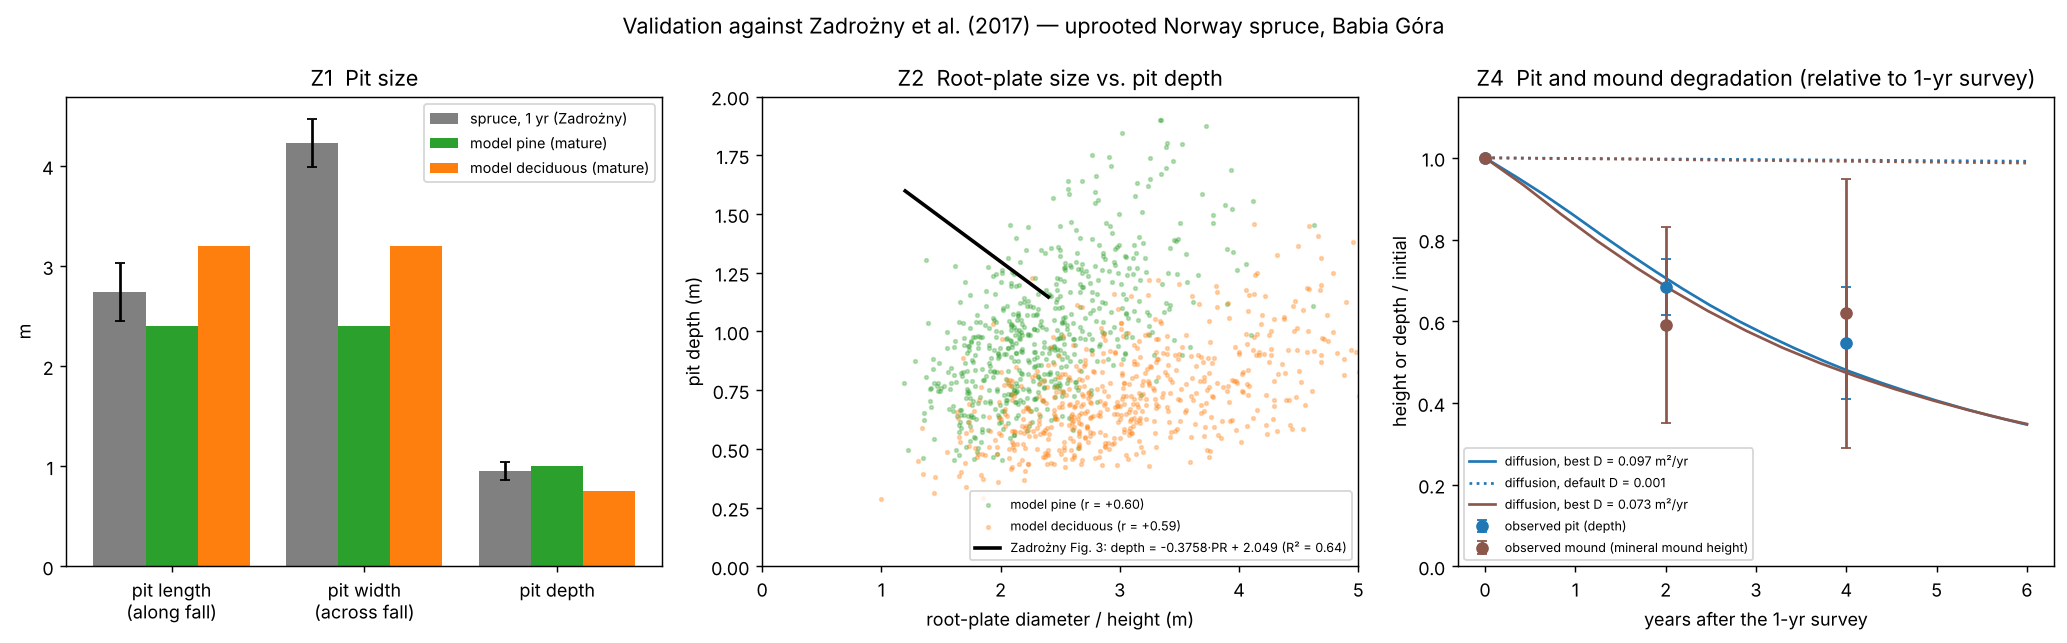 Validation against Zadrożny et al. (2017) — uprooted Norway spruce, Babia Góra
Z1  Pit size
m
0
1
2
3
4
spruce, 1 yr (Zadrożny)
model pine (mature)
model deciduous (mature)
pit length
(along fall)
pit width
(across fall)
pit depth
Z2  Root-plate size vs. pit depth
pit depth (m)
2.00
1.75
1.50
1.25
1.00
0.75
0.50
0.25
0.00
model pine (r = +0.60)
model deciduous (r = +0.59)
Zadrożny Fig. 3: depth = -0.3758·PR + 2.049 (R² = 0.64)
0 1 2 3 4 5
root-plate diameter / height (m)
Z4  Pit and mound degradation (relative to 1-yr survey)
height or depth / initial
1.0
0.8
0.6
0.4
0.2
0.0
diffusion, best D = 0.097 m²/yr
diffusion, default D = 0.001
diffusion, best D = 0.073 m²/yr
observed pit (depth)
observed mound (mineral mound height)
0 1 2 3 4 5 6
years after the 1-yr survey